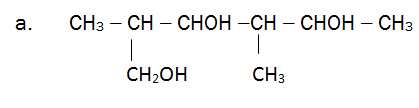 a. CH₃ – CH – CHOH –CH – CHOH – CH₃
| |
CH₂OH CH₃